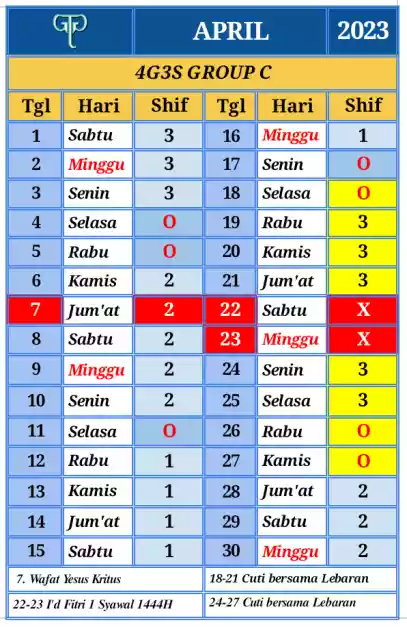 GTP APRIL 2023
4G3S GROUP C
Tgl Hari Shif Tgl Hari Shif
1 Sabtu 3 16 Minggu 1
2 Minggu 3 17 Senin O
3 Senin 3 18 Selasa O
4 Selasa O 19 Rabu 3
5 Rabu O 20 Kamis 3
6 Kamis 2 21 Jum'at 3
7 Jum'at 2 22 Sabtu X
8 Sabtu 2 23 Minggu X
9 Minggu 2 24 Senin 3
10 Senin 2 25 Selasa 3
11 Selasa O 26 Rabu O
12 Rabu 1 27 Kamis O
13 Kamis 1 28 Jum'at 2
14 Jum'at 1 29 Sabtu 2
15 Sabtu 1 30 Minggu 2
7. Wafat Yesus Kritus 18-21 Cuti bersama Lebaran
22-23 I'd Fitri 1 Syawal 1444H 24-27 Cuti bersama Lebaran